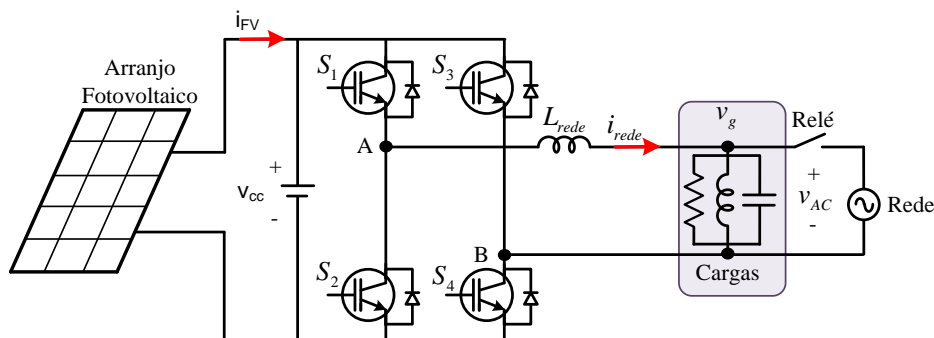 i_FV
Arranjo
Fotovoltaico
S_1
S_3
L_rede
i_rede
v_g
Relé
A
+
v_cc
-
+
v_AC
-
Rede
B
S_2
S_4
Cargas